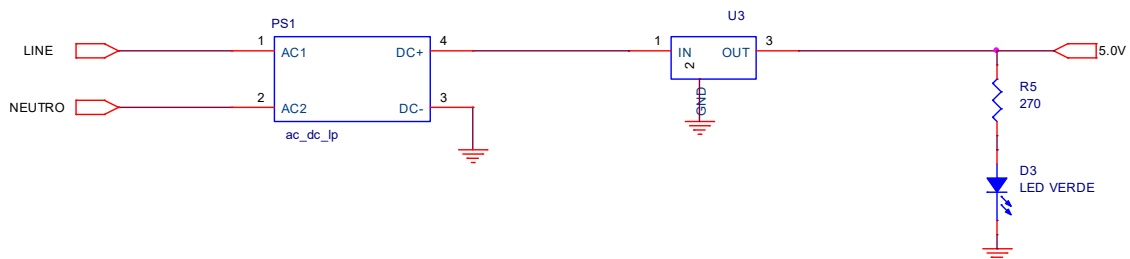 PS1
U3
LINE
1
AC1
DC+
4
1
IN
OUT
3
5.0V
2
GND
NEUTRO
2
AC2
DC-
3
R5
270
ac_dc_lp
D3
LED VERDE